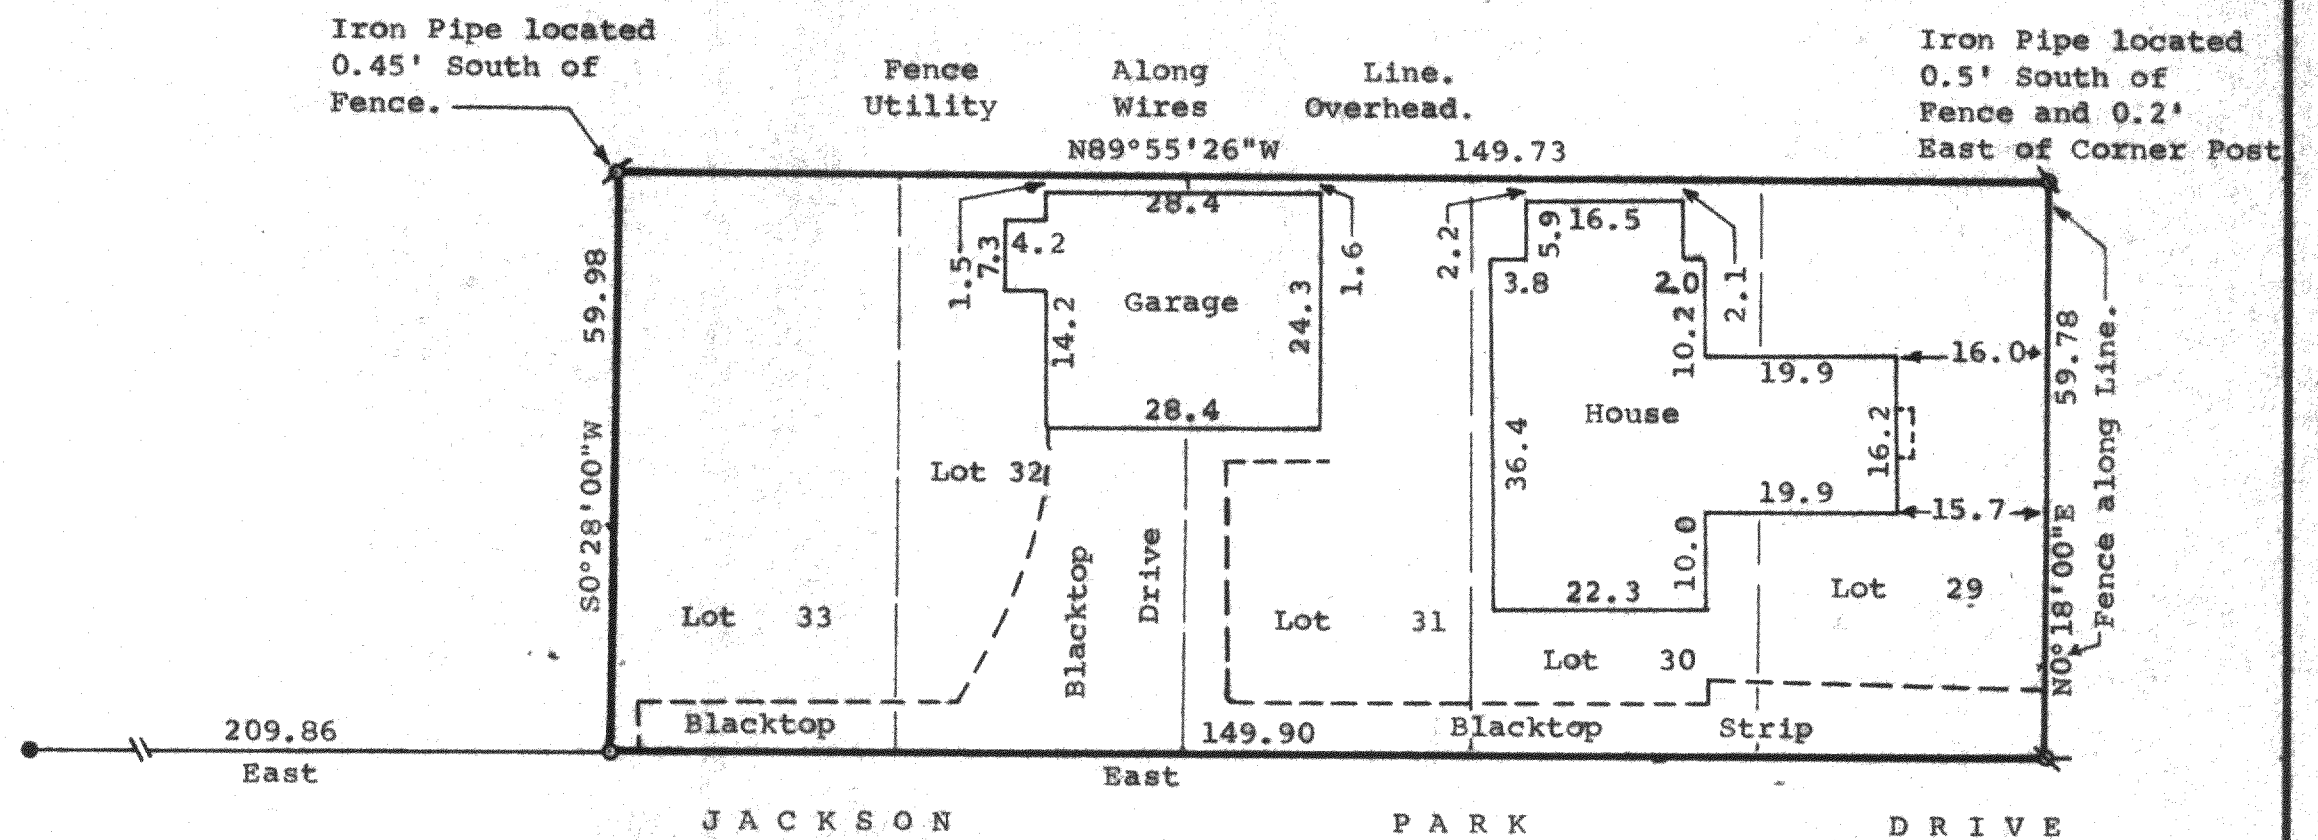 Iron Pipe located
0.45' South of
Fence.
Fence Along Line.
Utility Wires Overhead.
N89°55'26"W 149.73
Iron Pipe located
0.5' South of
Fence and 0.2'
East of Corner Post
59.98
S0°28'00"W
1.5
7.3
4.2
28.4
14.2
Garage
24.3
1.6
28.4
2.2
5.9
16.5
3.8
2.0
10.2
2.1
19.9
16.0
House
36.4
16.2
19.9
15.7
10.0
22.3
59.78
N0°18'00"E
Fence along Line.
Lot 32
Lot 33
Blacktop
Drive
Lot 31
Lot 30
Lot 29
Blacktop
149.90
Blacktop Strip
209.86
East
East
JACKSON PARK DRIVE